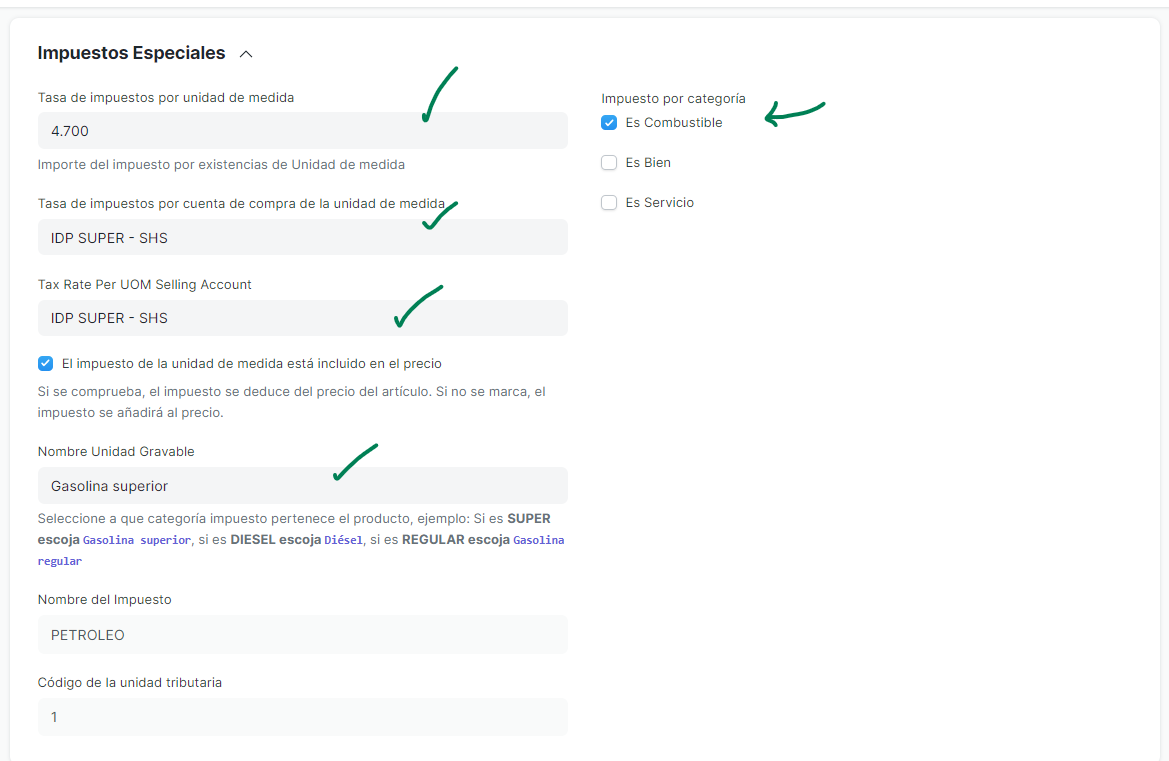 Impuestos Especiales
Tasa de impuestos por unidad de medida
4.700
Importe del impuesto por existencias de Unidad de medida
Tasa de impuestos por cuenta de compra de la unidad de medida
IDP SUPER - SHS
Tax Rate Per UOM Selling Account
IDP SUPER - SHS
El impuesto de la unidad de medida está incluido en el precio
Si se comprueba, el impuesto se deduce del precio del artículo. Si no se marca, el
impuesto se añadirá al precio.
Nombre Unidad Gravable
Gasolina superior
Seleccione a que categoría impuesto pertenece el producto, ejemplo: Si es SUPER
escoja Gasolina superior, si es DIESEL escoja Diésel, si es REGULAR escoja Gasolina
regular
Nombre del Impuesto
PETROLEO
Código de la unidad tributaria
1
Impuesto por categoría
Es Combustible
Es Bien
Es Servicio